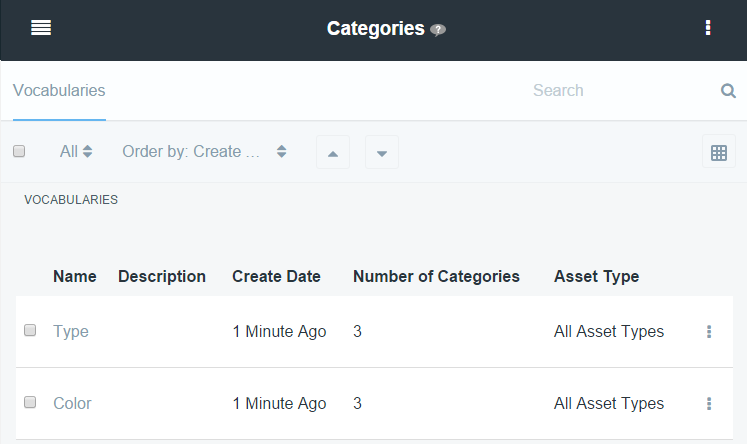 Categories ?
Vocabularies Search
All Order by: Create ...
VOCABULARIES
Name Description Create Date Number of Categories Asset Type
Type 1 Minute Ago 3 All Asset Types
Color 1 Minute Ago 3 All Asset Types